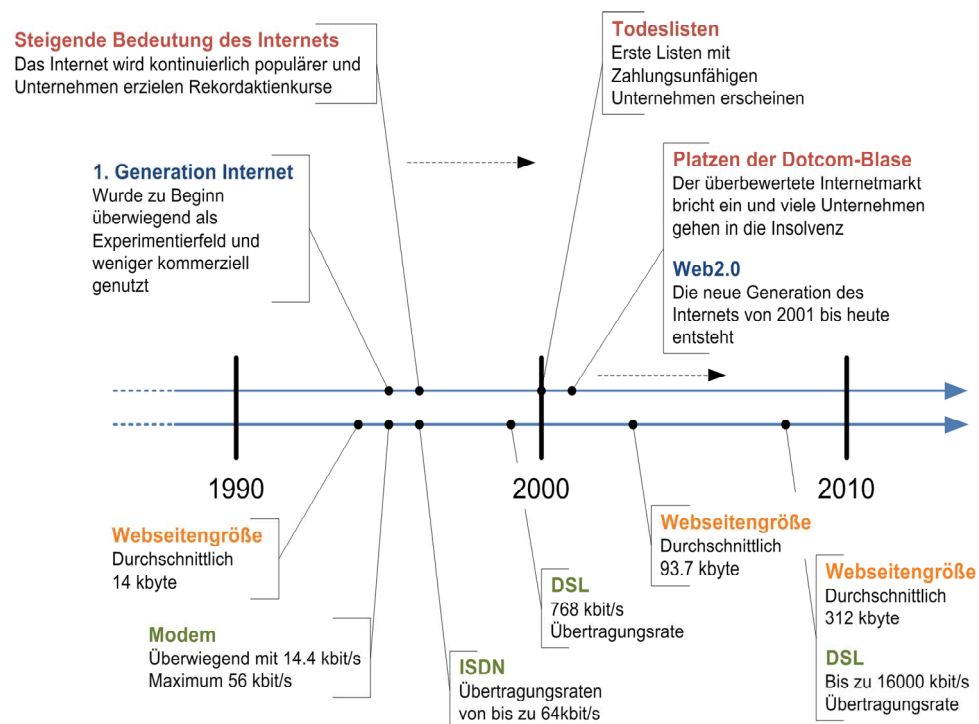 Steigende Bedeutung des Internets
Das Internet wird kontinuierlich populärer und
Unternehmen erzielen Rekordaktienkurse
Todeslisten
Erste Listen mit
Zahlungsunfähigen
Unternehmen erscheinen
1. Generation Internet
Wurde zu Beginn
überwiegend als
Experimentierfeld und
weniger kommerziell
genutzt
Platzen der Dotcom-Blase
Der überbewertete Internetmarkt
bricht ein und viele Unternehmen
gehen in die Insolvenz
Web2.0
Die neue Generation des
Internets von 2001 bis heute
entsteht
1990
2000
2010
Webseitengröße
Durchschnittlich
14 kbyte
Modem
Überwiegend mit 14.4 kbit/s
Maximum 56 kbit/s
ISDN
Übertragungsraten
von bis zu 64kbit/s
DSL
768 kbit/s
Übertragungsrate
Webseitengröße
Durchschnittlich
93.7 kbyte
Webseitengröße
Durchschnittlich
312 kbyte
DSL
Bis zu 16000 kbit/s
Übertragungsrate